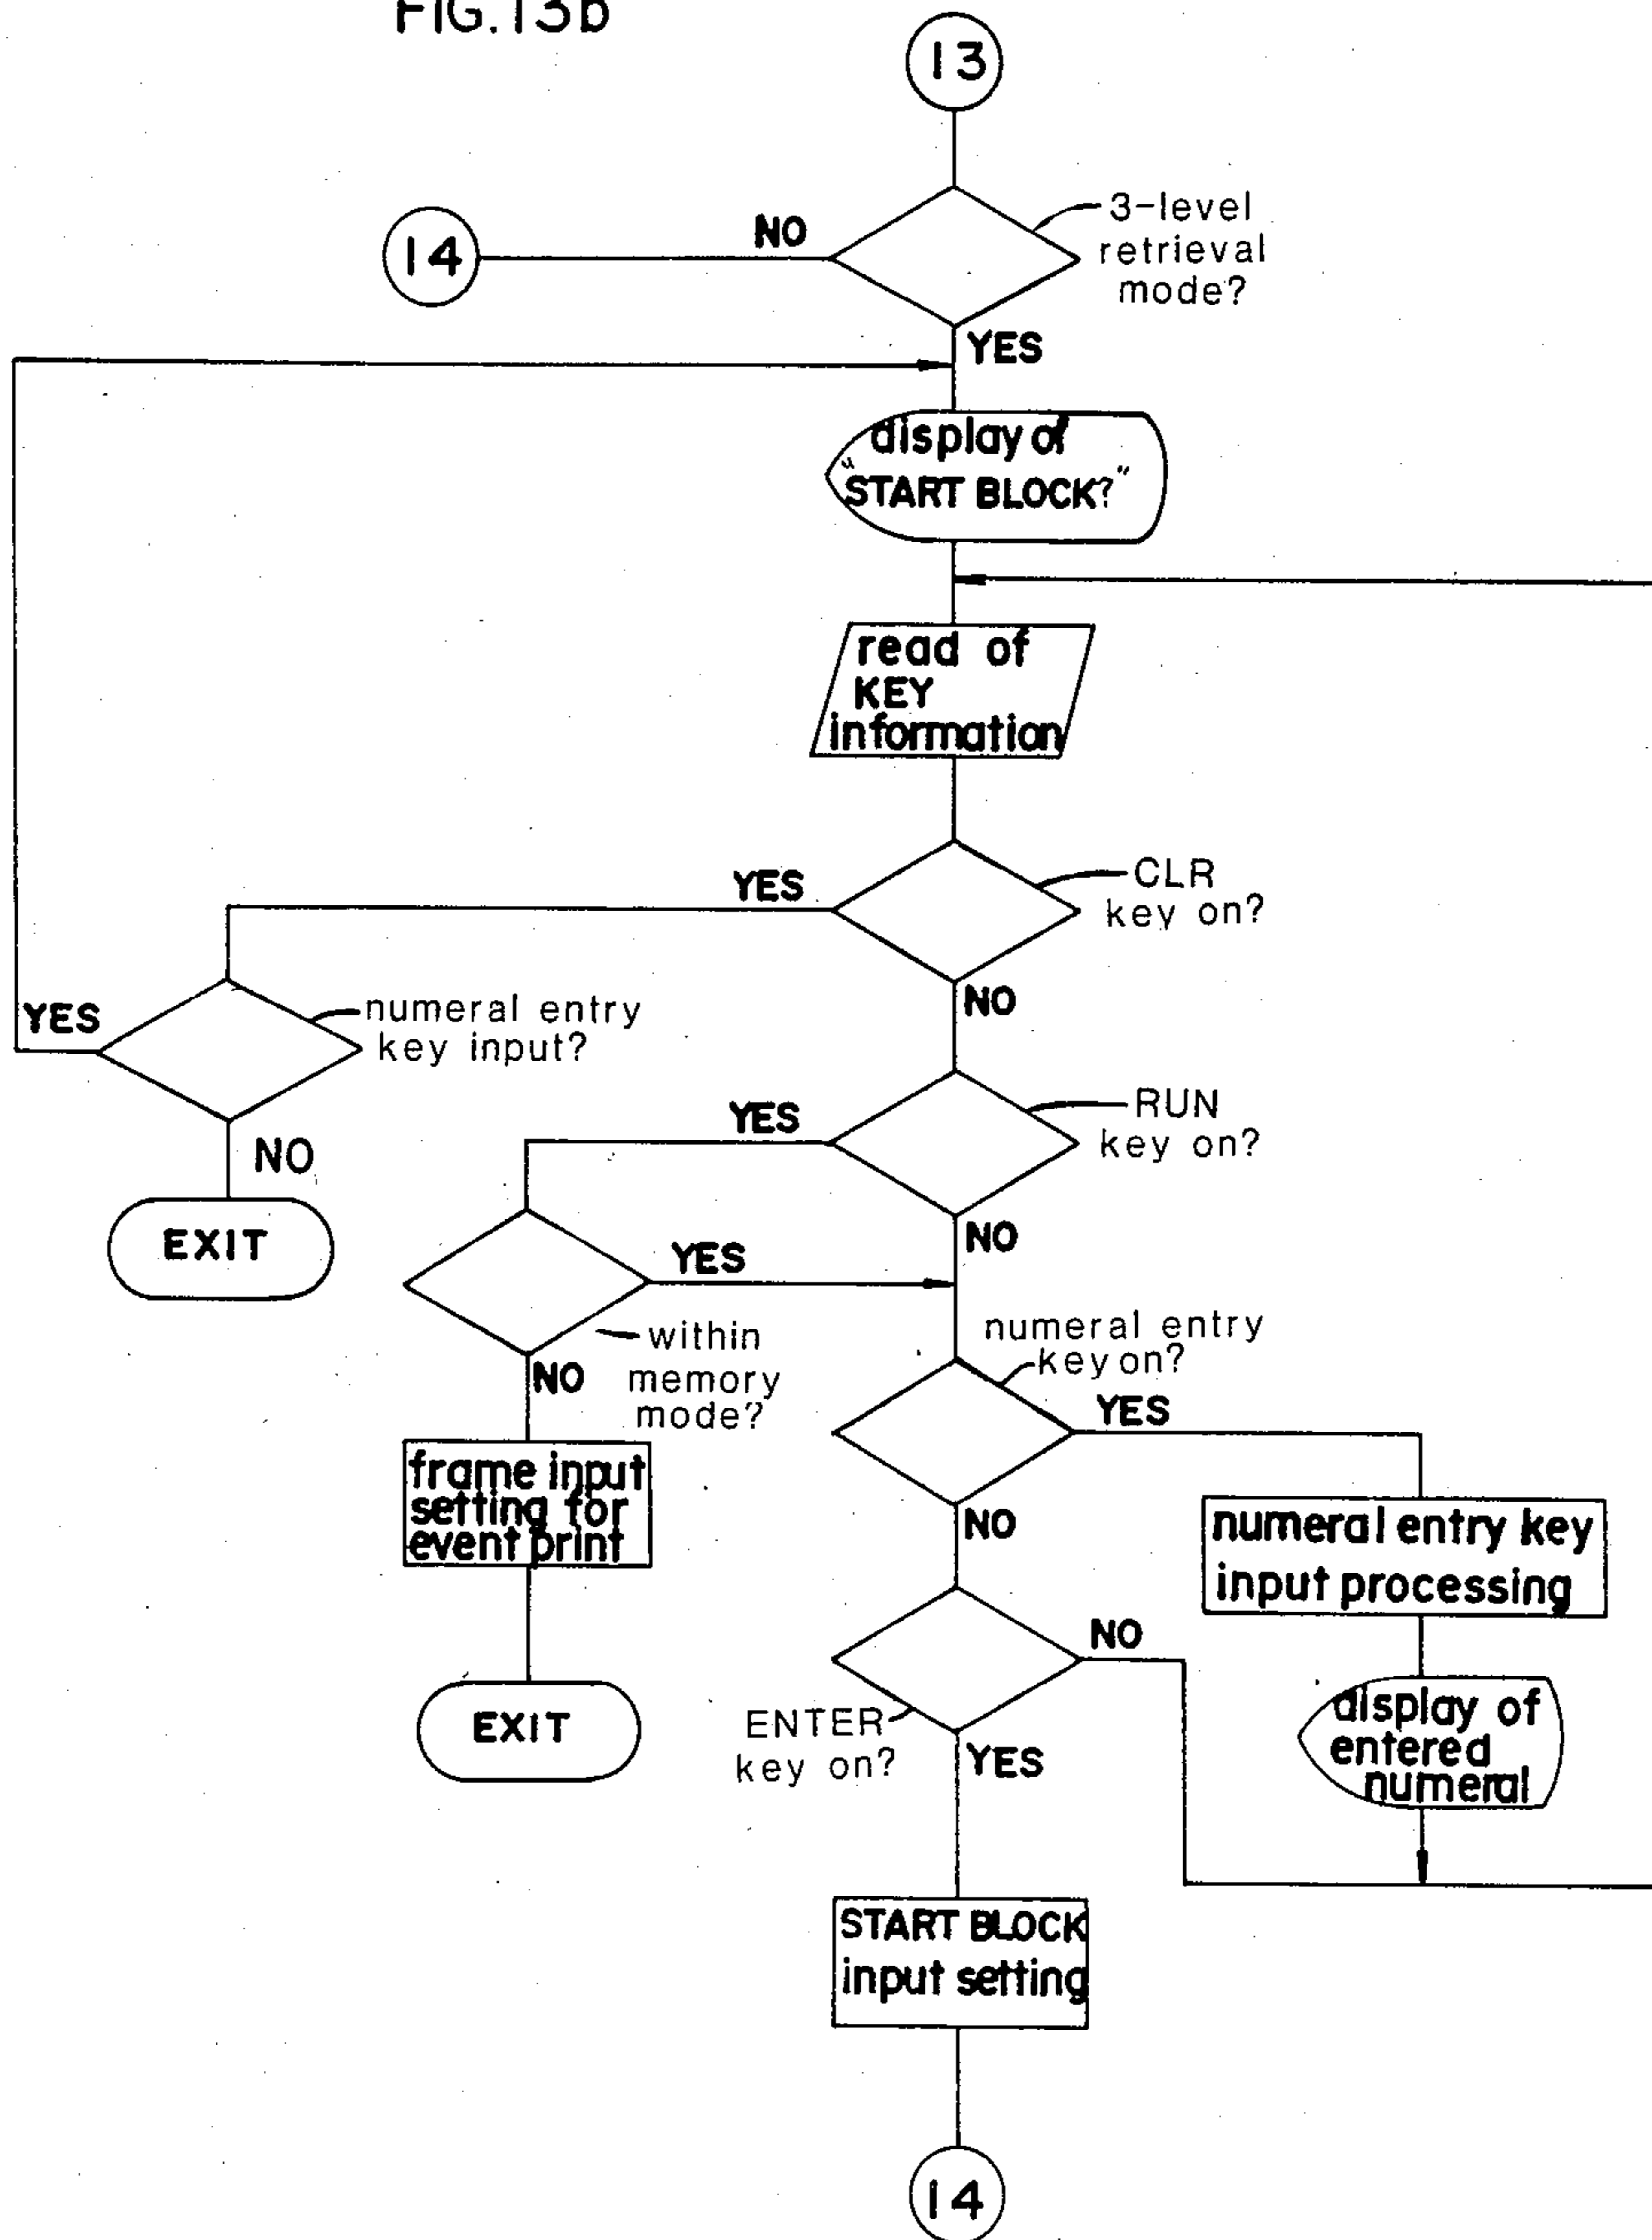 FIG.13b
13
14
NO
3-level
retrieval
mode?
YES
display of
"START BLOCK?"
read of
KEY
information
YES
CLR
key on?
NO
YES
numeral entry
key input?
NO
EXIT
YES
RUN
key on?
NO
YES
within
memory
mode?
NO
frame input
setting for
event print
EXIT
numeral entry
key on?
YES
NO
numeral entry key
input processing
display of
entered
numeral
NO
ENTER
key on?
YES
START BLOCK
input setting
14